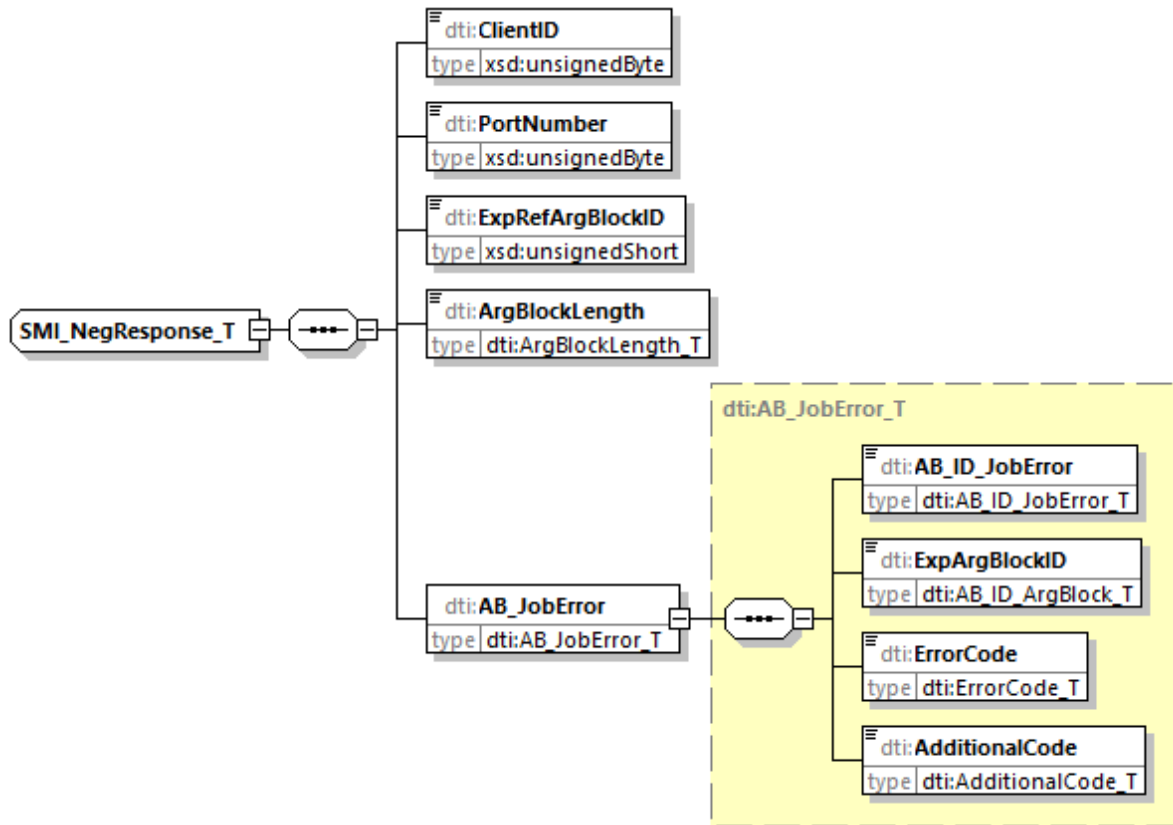 dti:ClientID
type xsd:unsignedByte
dti:PortNumber
type xsd:unsignedByte
dti:ExpRefArgBlockID
type xsd:unsignedShort
dti:ArgBlockLength
type dti:ArgBlockLength_T
SMI_NegResponse_T
dti:AB_JobError
type dti:AB_JobError_T
dti:AB_JobError_T
dti:AB_ID_JobError
type dti:AB_ID_JobError_T
dti:ExpArgBlockID
type dti:AB_ID_ArgBlock_T
dti:ErrorCode
type dti:ErrorCode_T
dti:AdditionalCode
type dti:AdditionalCode_T